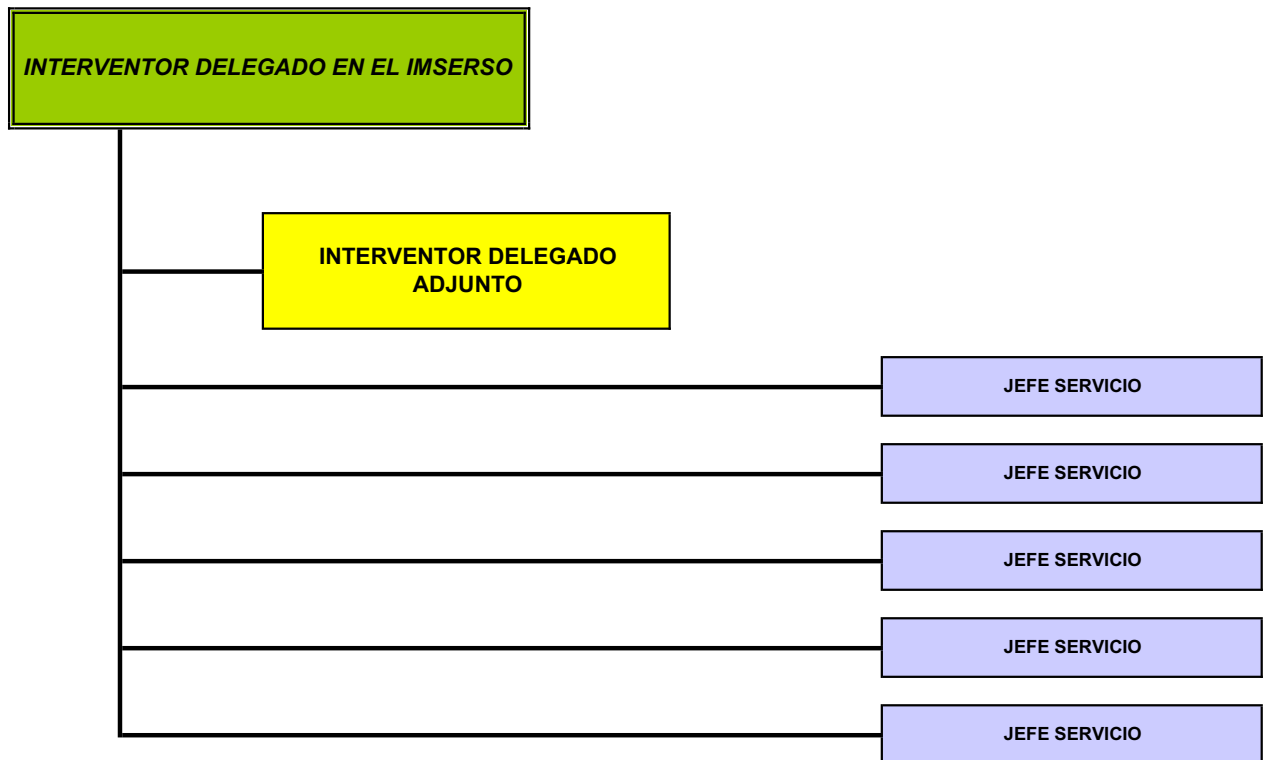 INTERVENTOR DELEGADO EN EL IMSERSO
INTERVENTOR DELEGADO
ADJUNTO
JEFE SERVICIO
JEFE SERVICIO
JEFE SERVICIO
JEFE SERVICIO
JEFE SERVICIO